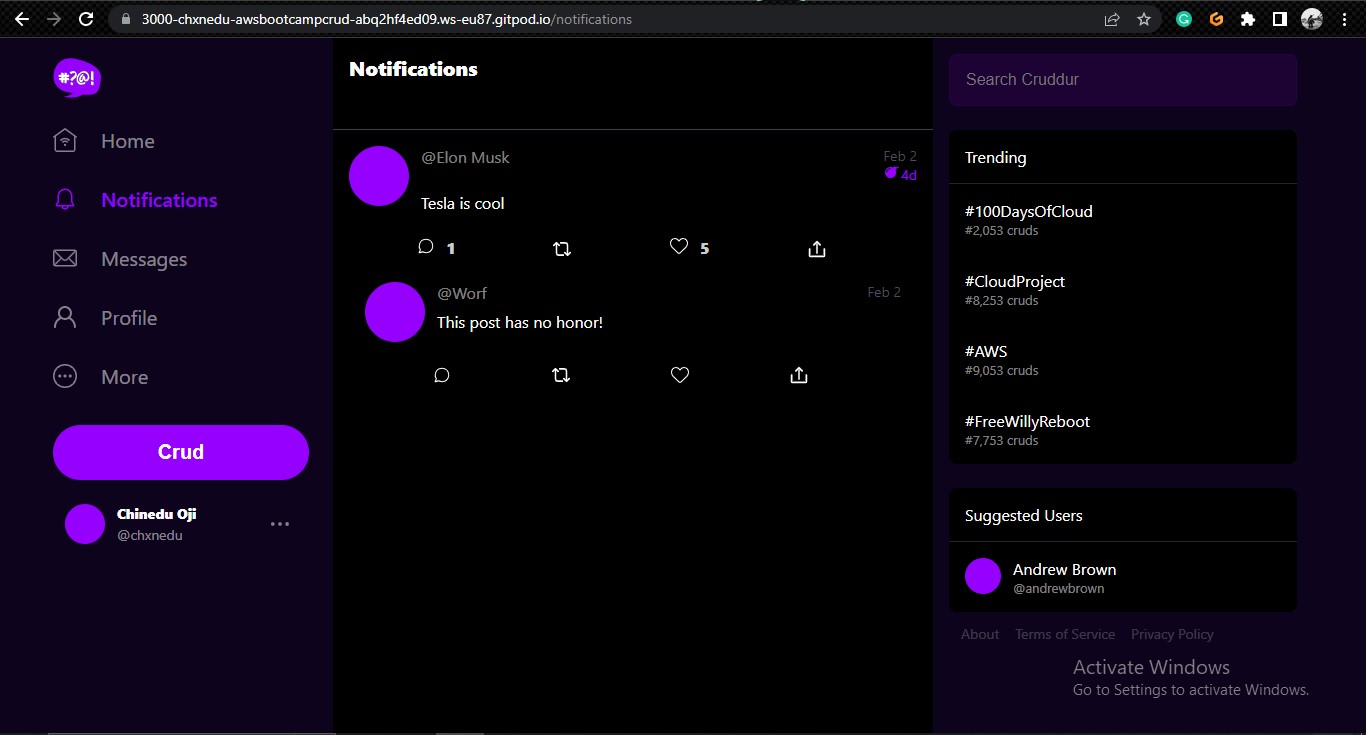 3000-chxnedu-awsbootcampcrud-abq2hf4ed09.ws-eu87.gitpod.io/notifications
#?@!
Home
Notifications
Messages
Profile
More
Crud
Chinedu Oji
@chxnedu
Notifications
@Elon Musk
Feb 2
4d
Tesla is cool
1
5
@Worf
Feb 2
This post has no honor!
Search Cruddur
Trending
#100DaysOfCloud
#2,053 cruds
#CloudProject
#8,253 cruds
#AWS
#9,053 cruds
#FreeWillyReboot
#7,753 cruds
Suggested Users
Andrew Brown
@andrewbrown
About Terms of Service Privacy Policy
Activate Windows
Go to Settings to activate Windows.